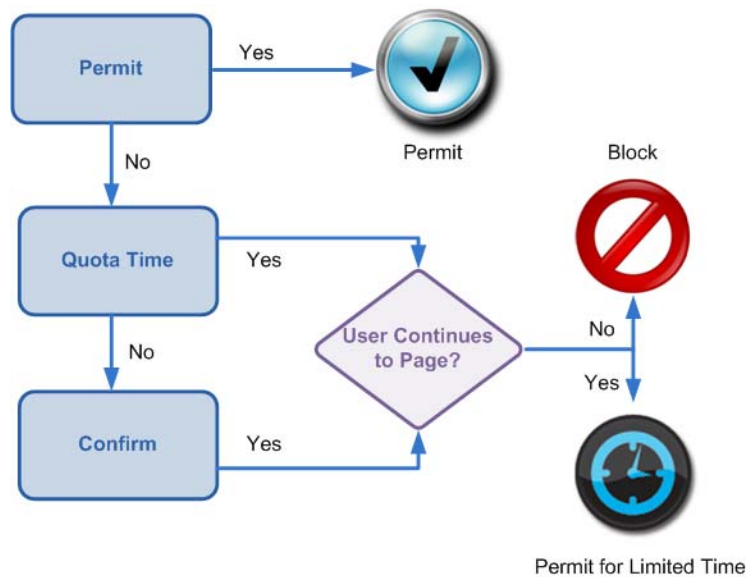 Permit
Yes
Permit
Block
No
Quota Time
Yes
User Continues
to Page?
No
Yes
No
Confirm
Yes
Permit for Limited Time